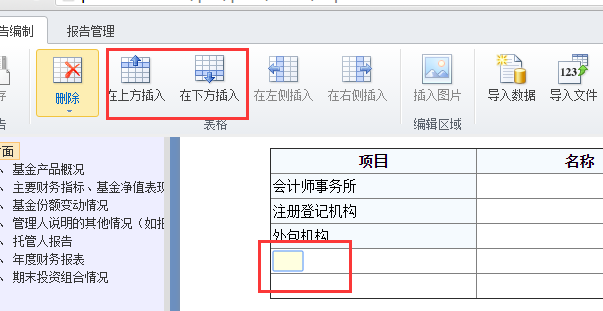 告编制 报告管理
存 删除 在上方插入 在下方插入 在左侧插入 在右侧插入 插入图片 导入数据 导入文件
告 表格 编辑区域
面
基金产品概况
主要财务指标、基金净值表现
基金份额变动情况
管理人说明的其他情况（如报
托管人报告
年度财务报表
期末投资组合情况
项目 名称
会计师事务所
注册登记机构
外包机构